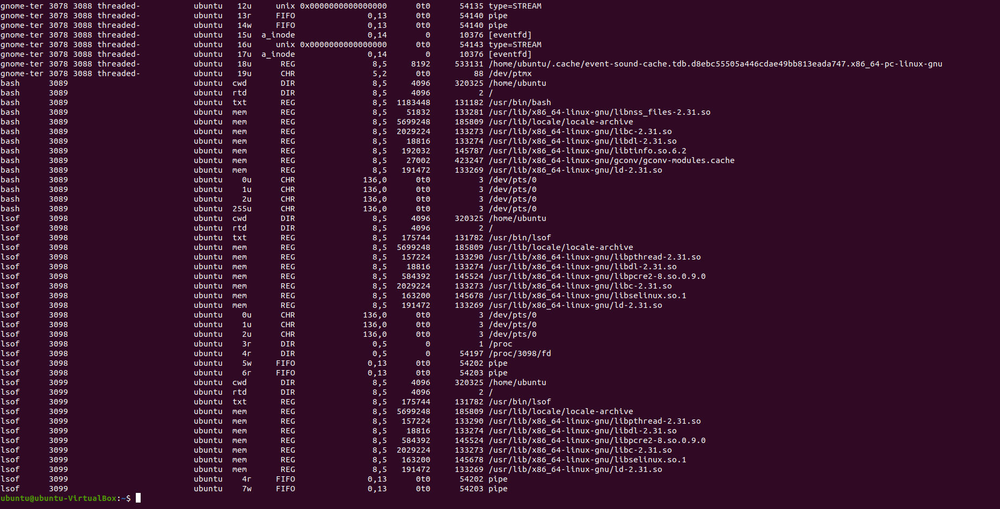 gnome-ter 3078 3088 threaded- ubuntu 12u unix 0x0000000000000000 0t0 54135 type=STREAM
gnome-ter 3078 3088 threaded- ubuntu 13r FIFO 0,13 0t0 54140 pipe
gnome-ter 3078 3088 threaded- ubuntu 14w FIFO 0,13 0t0 54140 pipe
gnome-ter 3078 3088 threaded- ubuntu 15u a_inode 0,14 0 10376 [eventfd]
gnome-ter 3078 3088 threaded- ubuntu 16u unix 0x0000000000000000 0t0 54143 type=STREAM
gnome-ter 3078 3088 threaded- ubuntu 17u a_inode 0,14 0 10376 [eventfd]
gnome-ter 3078 3088 threaded- ubuntu 18u REG 8,5 8192 533131 /home/ubuntu/.cache/event-sound-cache.tdb.d8ebc55505a446cdae49bb813eada747.x86_64-pc-linux-gnu
gnome-ter 3078 3088 threaded- ubuntu 19u CHR 5,2 0t0 88 /dev/ptmx
bash 3089 ubuntu cwd DIR 8,5 4096 320325 /home/ubuntu
bash 3089 ubuntu rtd DIR 8,5 4096 2 /
bash 3089 ubuntu txt REG 8,5 1183448 131182 /usr/bin/bash
bash 3089 ubuntu mem REG 8,5 51832 133281 /usr/lib/x86_64-linux-gnu/libnss_files-2.31.so
bash 3089 ubuntu mem REG 8,5 5699248 185809 /usr/lib/locale/locale-archive
bash 3089 ubuntu mem REG 8,5 2029224 133273 /usr/lib/x86_64-linux-gnu/libc-2.31.so
bash 3089 ubuntu mem REG 8,5 18816 133274 /usr/lib/x86_64-linux-gnu/libdl-2.31.so
bash 3089 ubuntu mem REG 8,5 192032 145787 /usr/lib/x86_64-linux-gnu/libtinfo.so.6.2
bash 3089 ubuntu mem REG 8,5 27002 423247 /usr/lib/x86_64-linux-gnu/gconv/gconv-modules.cache
bash 3089 ubuntu mem REG 8,5 191472 133269 /usr/lib/x86_64-linux-gnu/ld-2.31.so
bash 3089 ubuntu 0u CHR 136,0 0t0 3 /dev/pts/0
bash 3089 ubuntu 1u CHR 136,0 0t0 3 /dev/pts/0
bash 3089 ubuntu 2u CHR 136,0 0t0 3 /dev/pts/0
bash 3089 ubuntu 255u CHR 136,0 0t0 3 /dev/pts/0
lsof 3098 ubuntu cwd DIR 8,5 4096 320325 /home/ubuntu
lsof 3098 ubuntu rtd DIR 8,5 4096 2 /
lsof 3098 ubuntu txt REG 8,5 175744 131782 /usr/bin/lsof
lsof 3098 ubuntu mem REG 8,5 5699248 185809 /usr/lib/locale/locale-archive
lsof 3098 ubuntu mem REG 8,5 157224 133290 /usr/lib/x86_64-linux-gnu/libpthread-2.31.so
lsof 3098 ubuntu mem REG 8,5 18816 133274 /usr/lib/x86_64-linux-gnu/libdl-2.31.so
lsof 3098 ubuntu mem REG 8,5 584392 145524 /usr/lib/x86_64-linux-gnu/libpcre2-8.so.0.9.0
lsof 3098 ubuntu mem REG 8,5 2029224 133273 /usr/lib/x86_64-linux-gnu/libc-2.31.so
lsof 3098 ubuntu mem REG 8,5 163200 145678 /usr/lib/x86_64-linux-gnu/libselinux.so.1
lsof 3098 ubuntu mem REG 8,5 191472 133269 /usr/lib/x86_64-linux-gnu/ld-2.31.so
lsof 3098 ubuntu 0u CHR 136,0 0t0 3 /dev/pts/0
lsof 3098 ubuntu 1u CHR 136,0 0t0 3 /dev/pts/0
lsof 3098 ubuntu 2u CHR 136,0 0t0 3 /dev/pts/0
lsof 3098 ubuntu 3r DIR 0,5 0 1 /proc
lsof 3098 ubuntu 4r DIR 0,5 0 54197 /proc/3098/fd
lsof 3098 ubuntu 5w FIFO 0,13 0t0 54202 pipe
lsof 3098 ubuntu 6r FIFO 0,13 0t0 54203 pipe
lsof 3099 ubuntu cwd DIR 8,5 4096 320325 /home/ubuntu
lsof 3099 ubuntu rtd DIR 8,5 4096 2 /
lsof 3099 ubuntu txt REG 8,5 175744 131782 /usr/bin/lsof
lsof 3099 ubuntu mem REG 8,5 5699248 185809 /usr/lib/locale/locale-archive
lsof 3099 ubuntu mem REG 8,5 157224 133290 /usr/lib/x86_64-linux-gnu/libpthread-2.31.so
lsof 3099 ubuntu mem REG 8,5 18816 133274 /usr/lib/x86_64-linux-gnu/libdl-2.31.so
lsof 3099 ubuntu mem REG 8,5 584392 145524 /usr/lib/x86_64-linux-gnu/libpcre2-8.so.0.9.0
lsof 3099 ubuntu mem REG 8,5 2029224 133273 /usr/lib/x86_64-linux-gnu/libc-2.31.so
lsof 3099 ubuntu mem REG 8,5 163200 145678 /usr/lib/x86_64-linux-gnu/libselinux.so.1
lsof 3099 ubuntu mem REG 8,5 191472 133269 /usr/lib/x86_64-linux-gnu/ld-2.31.so
lsof 3099 ubuntu 4r FIFO 0,13 0t0 54202 pipe
lsof 3099 ubuntu 7w FIFO 0,13 0t0 54203 pipe
ubuntu@ubuntu-VirtualBox:~$